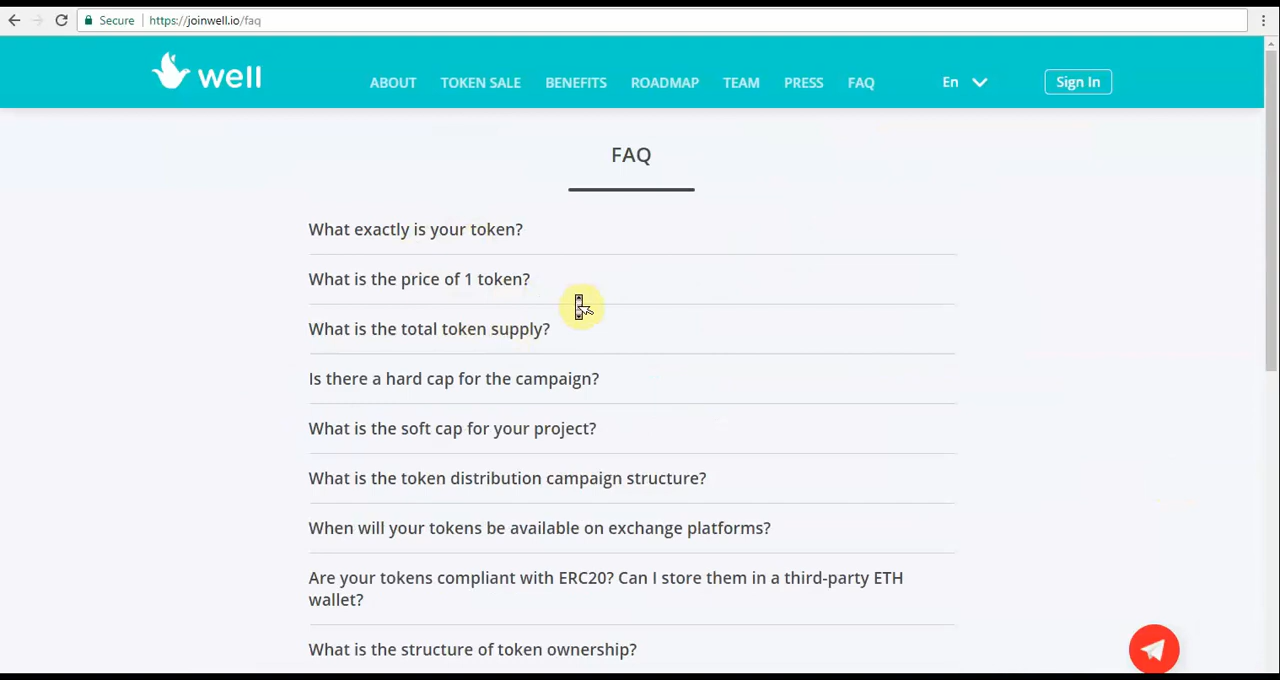 Secure https://joinwell.io/faq
well ABOUT TOKEN SALE BENEFITS ROADMAP TEAM PRESS FAQ En Sign In
FAQ
What exactly is your token?
What is the price of 1 token?
What is the total token supply?
Is there a hard cap for the campaign?
What is the soft cap for your project?
What is the token distribution campaign structure?
When will your tokens be available on exchange platforms?
Are your tokens compliant with ERC20? Can I store them in a third-party ETH
wallet?
What is the structure of token ownership?